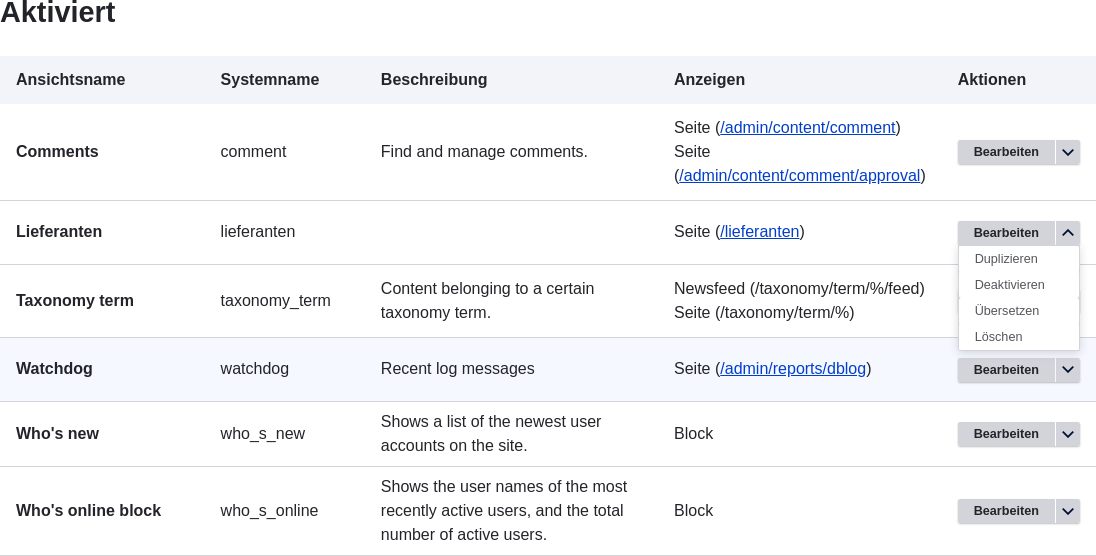 Aktiviert
Ansichtsname Systemname Beschreibung Anzeigen Aktionen
Comments comment Find and manage comments. Seite (/admin/content/comment)
Seite
(/admin/content/comment/approval) Bearbeiten
Lieferanten lieferanten Seite (/lieferanten) Bearbeiten
Duplizieren
Deaktivieren
Übersetzen
Löschen
Taxonomy term taxonomy_term Content belonging to a certain
taxonomy term. Newsfeed (/taxonomy/term/%/feed)
Seite (/taxonomy/term/%)
Watchdog watchdog Recent log messages Seite (/admin/reports/dblog) Bearbeiten
Who's new who_s_new Shows a list of the newest user
accounts on the site. Block Bearbeiten
Who's online block who_s_online Shows the user names of the most
recently active users, and the total
number of active users. Block Bearbeiten